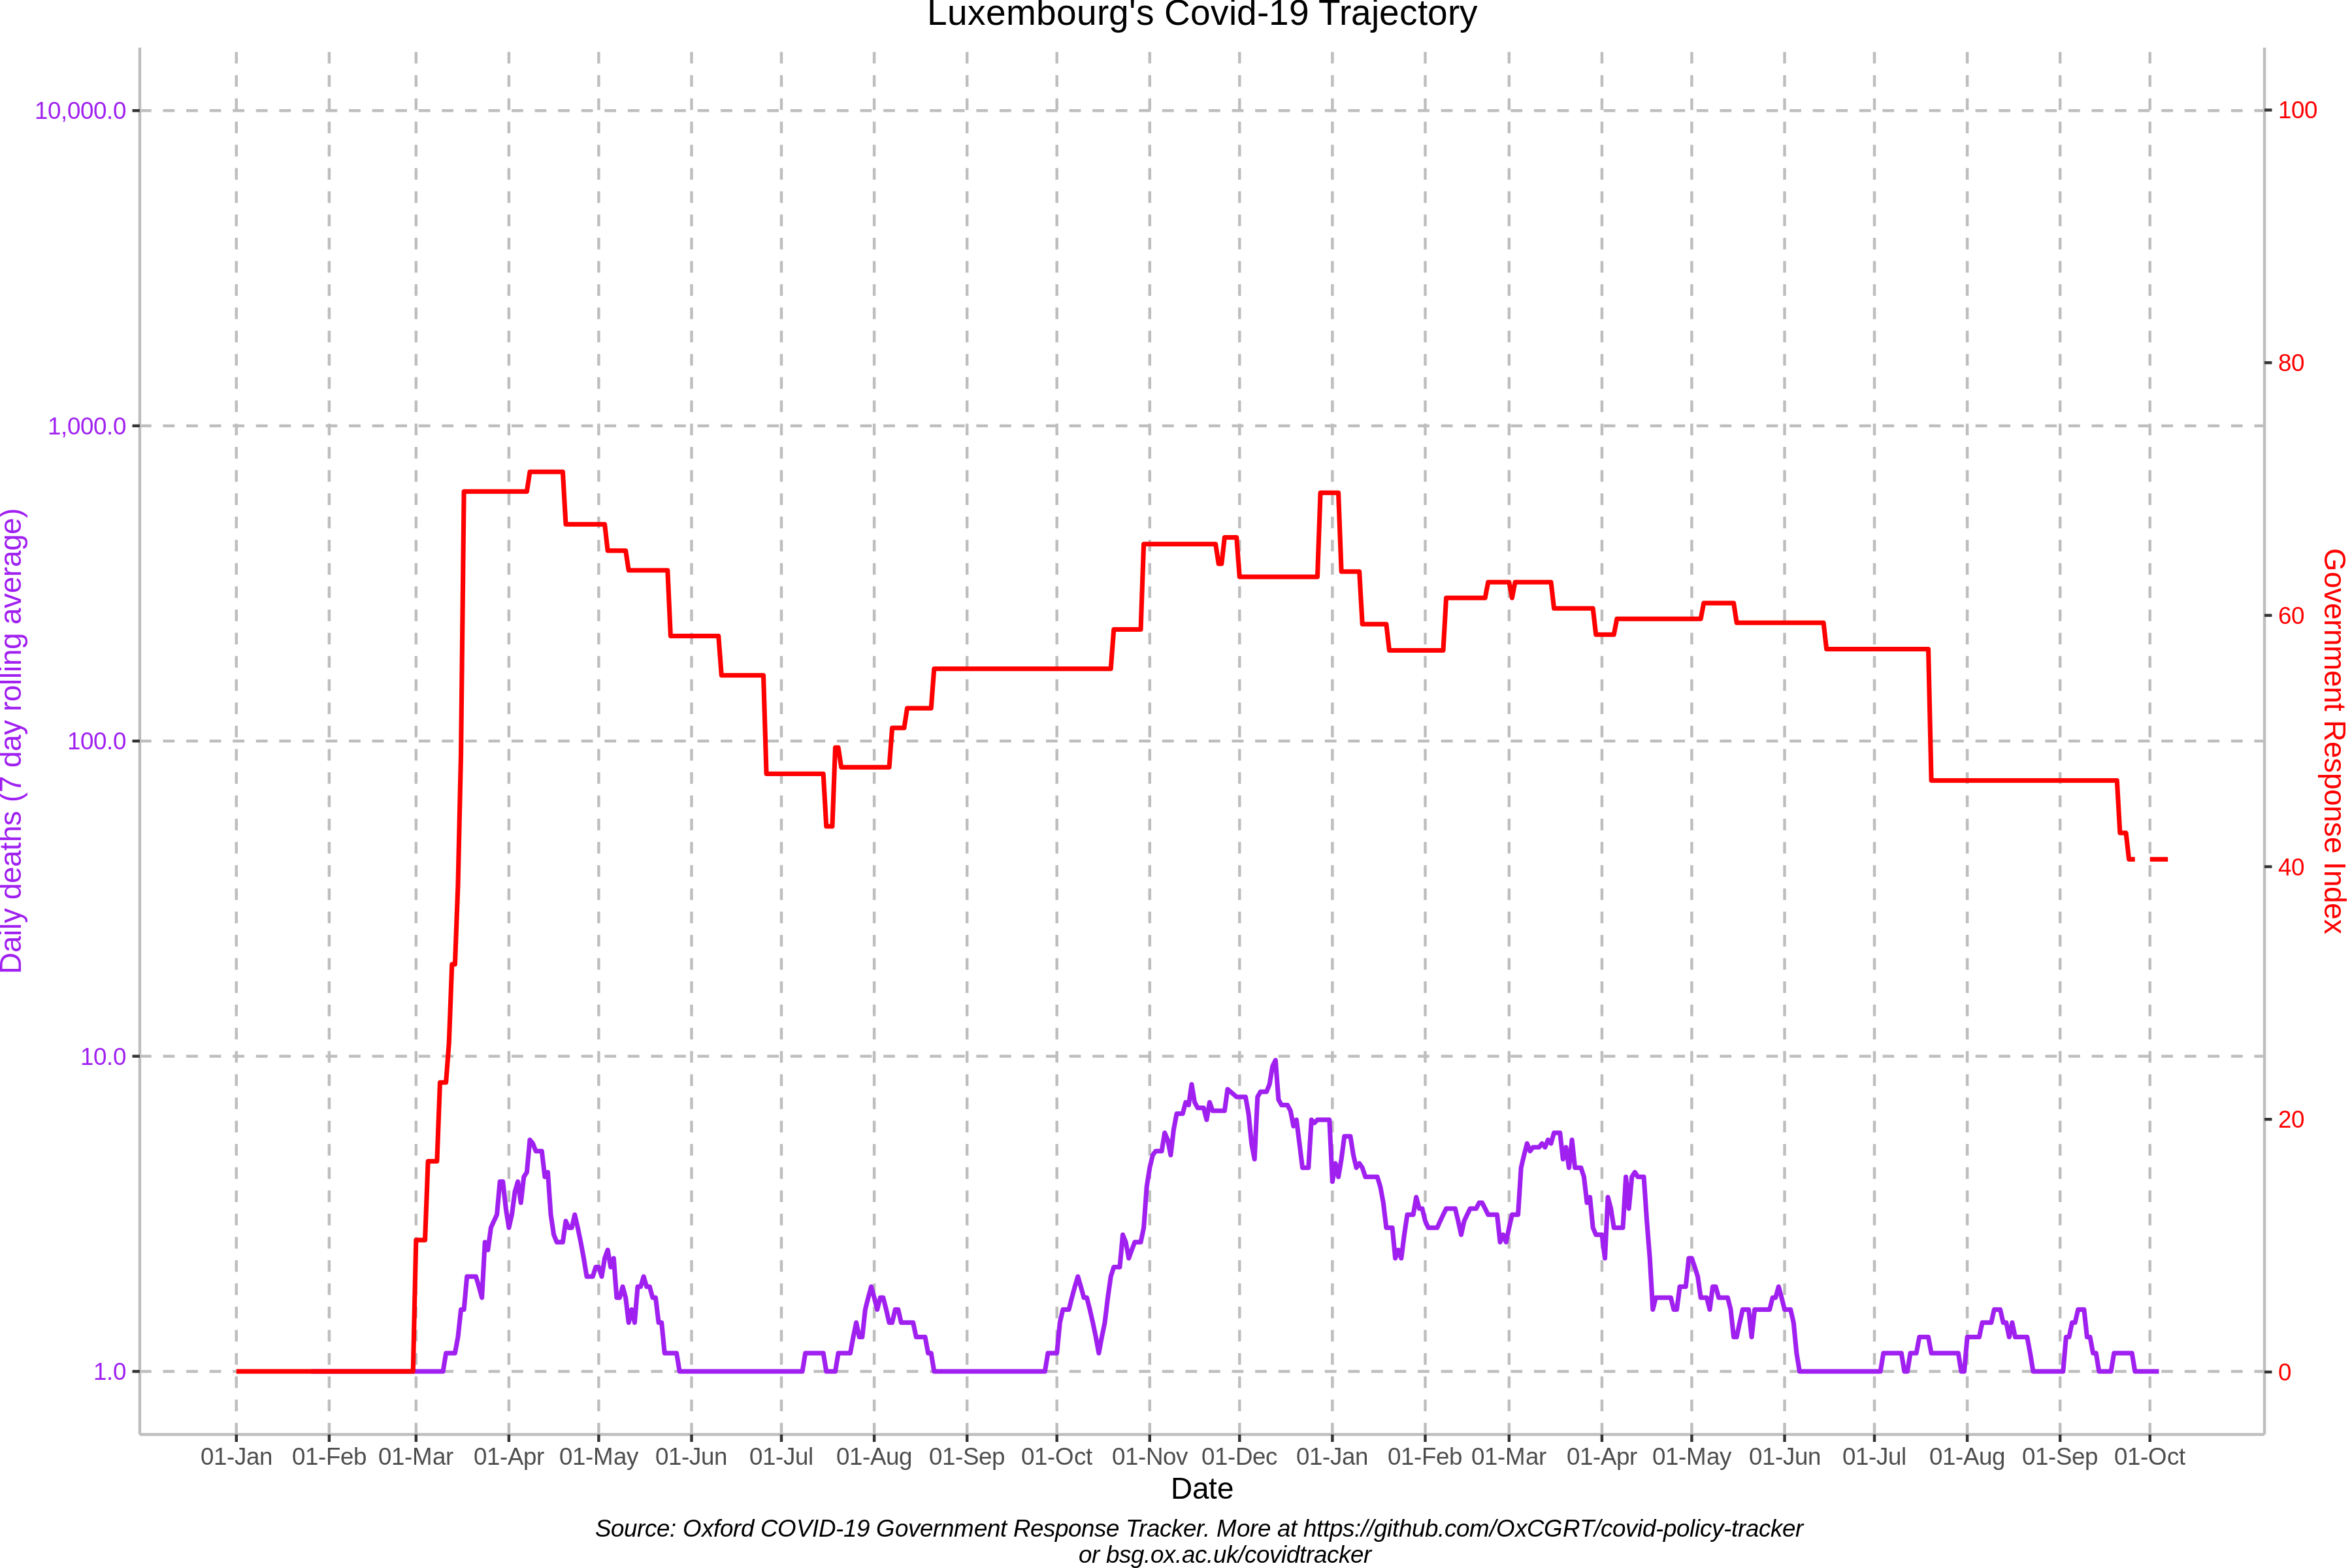 Luxembourg's Covid-19 Trajectory
10,000.0
1,000.0
100.0
10.0
1.0
Daily deaths (7 day rolling average)
100
80
60
40
20
0
Government Response Index
01-Jan 01-Feb 01-Mar 01-Apr 01-May 01-Jun 01-Jul 01-Aug 01-Sep 01-Oct 01-Nov 01-Dec 01-Jan 01-Feb 01-Mar 01-Apr 01-May 01-Jun 01-Jul 01-Aug 01-Sep 01-Oct
Date
Source: Oxford COVID-19 Government Response Tracker. More at https://github.com/OxCGRT/covid-policy-tracker
or bsg.ox.ac.uk/covidtracker